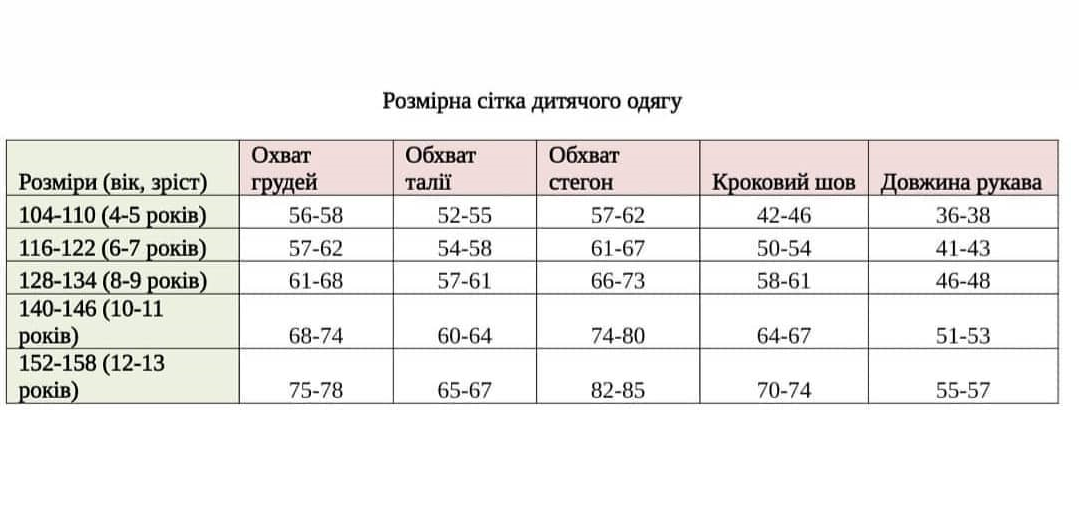 Розмірна сітка дитячого одягу
Розміри (вік, зріст) Охват грудей Обхват талії Обхват стегон Кроковий шов Довжина рукава
104-110 (4-5 років) 56-58 52-55 57-62 42-46 36-38
116-122 (6-7 років) 57-62 54-58 61-67 50-54 41-43
128-134 (8-9 років) 61-68 57-61 66-73 58-61 46-48
140-146 (10-11
років) 68-74 60-64 74-80 64-67 51-53
152-158 (12-13
років) 75-78 65-67 82-85 70-74 55-57